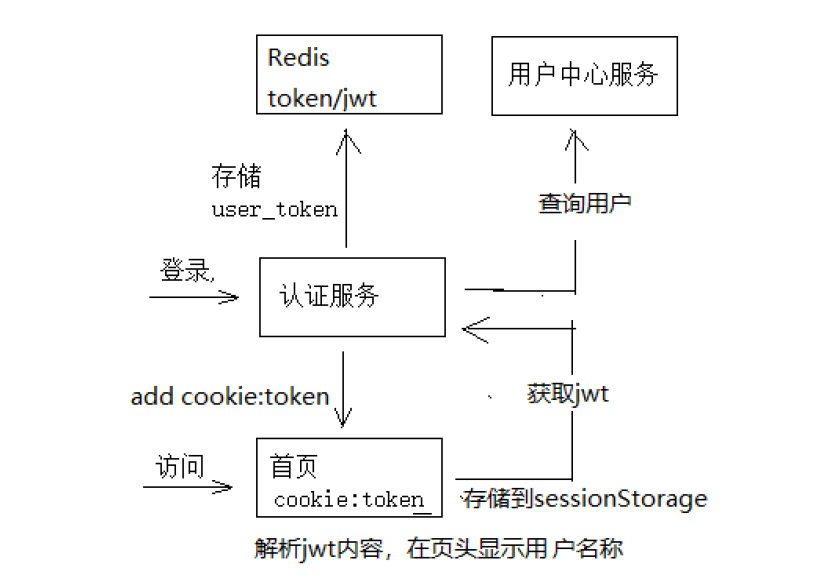 Redis
token/jwt
用户中心服务
存储
user_token
查询用户
登录,
认证服务
add cookie:token
获取jwt
访问
首页
cookie:token_
存储到sessionStorage
解析jwt内容，在页头显示用 户名称